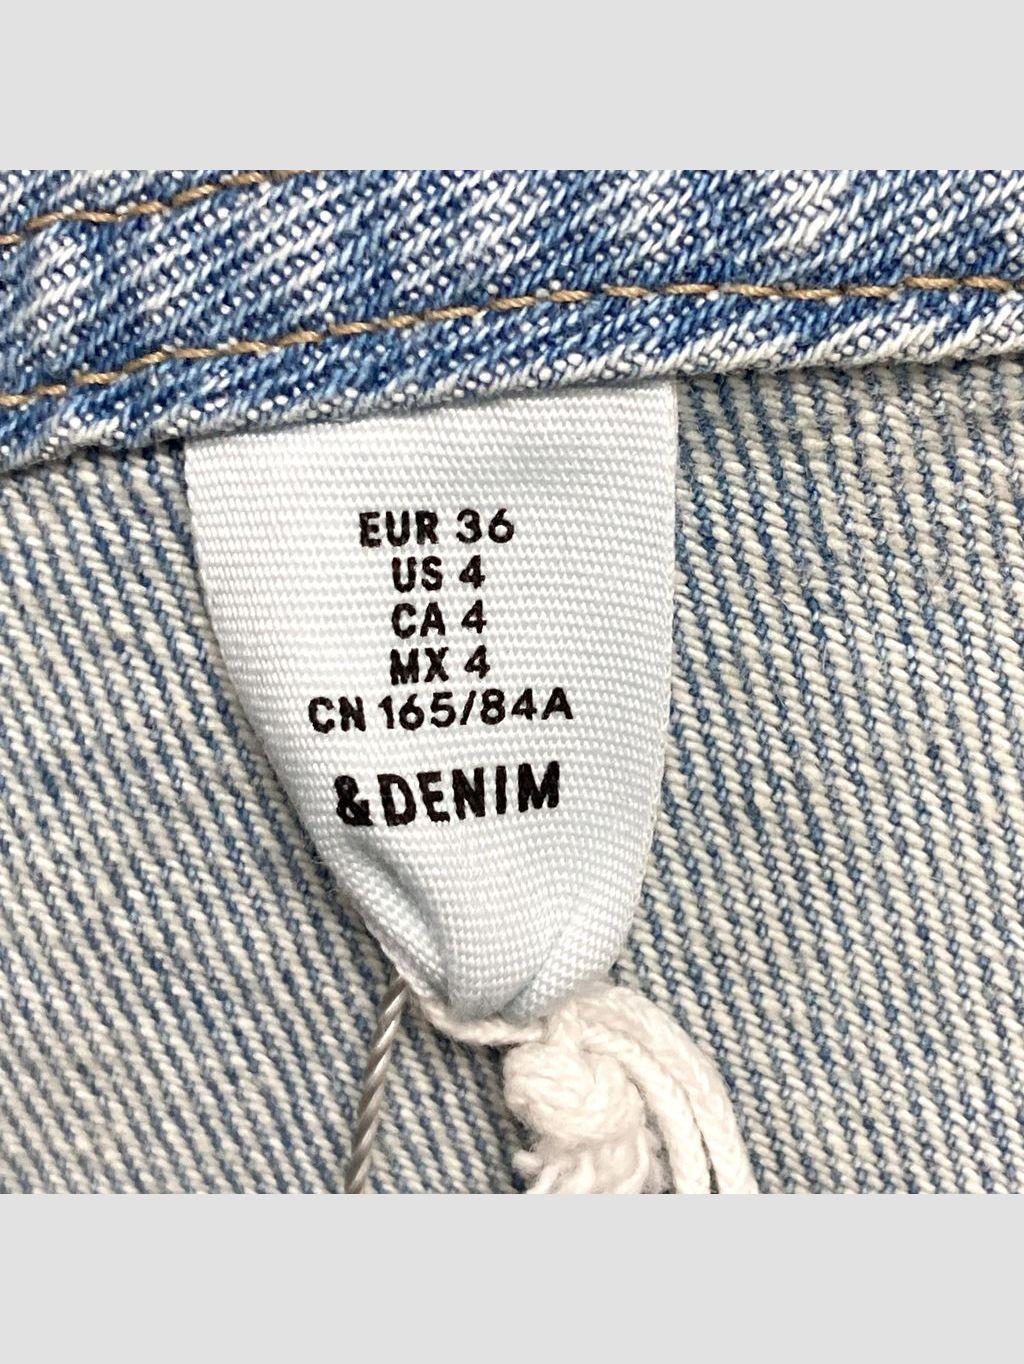 EUR 36
US 4
CA 4
MX 4
CN 165/84A
&DENIM